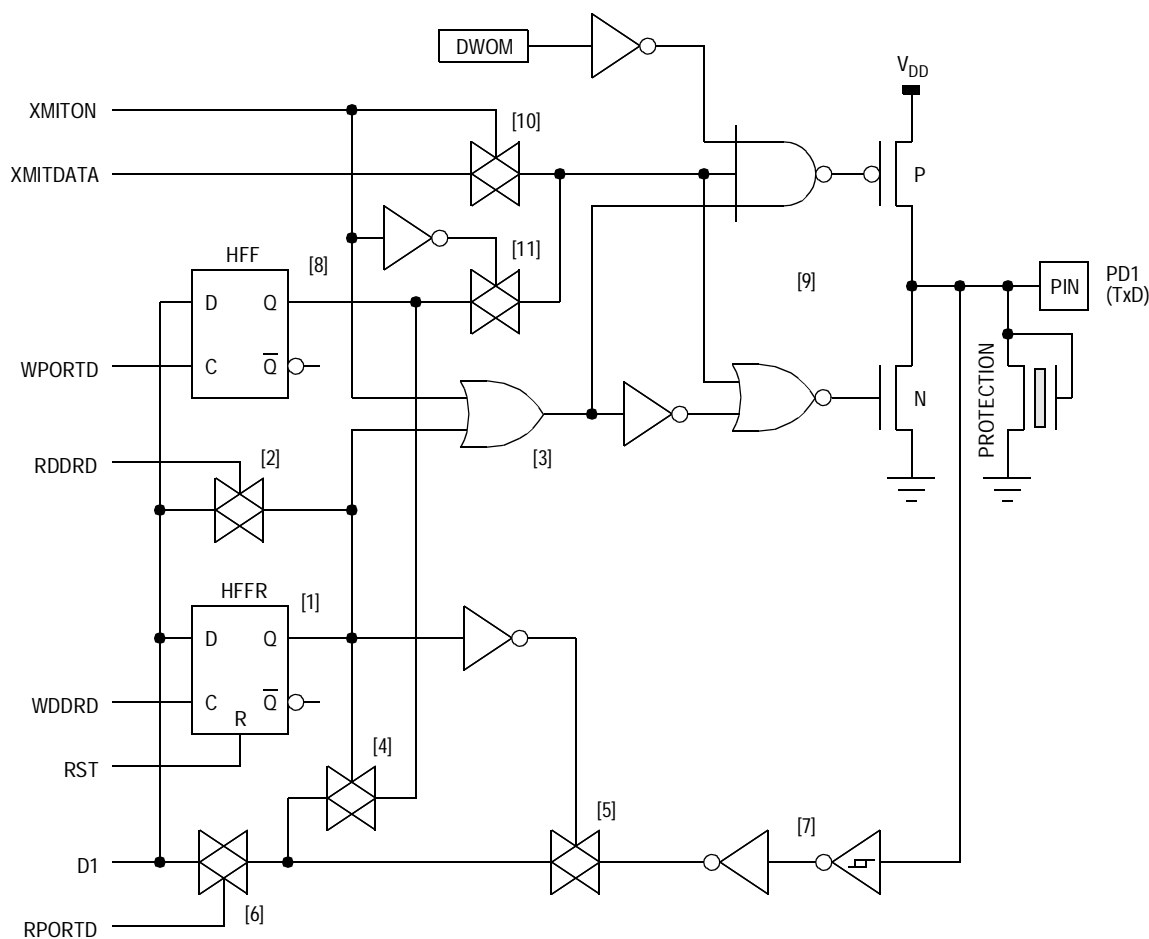 DWOM
V_DD
XMITON
[10]
XMITDATA
P
[11]
HFF
[8]
D
Q
[9]
PIN
PD1
(TxD)
WPORTD
C
Q̅
PROTECTION
N
RDDRD
[2]
[3]
HFFR
[1]
D
Q
WDDRD
C
Q̅
R
RST
[4]
[5]
[7]
D1
[6]
RPORTD